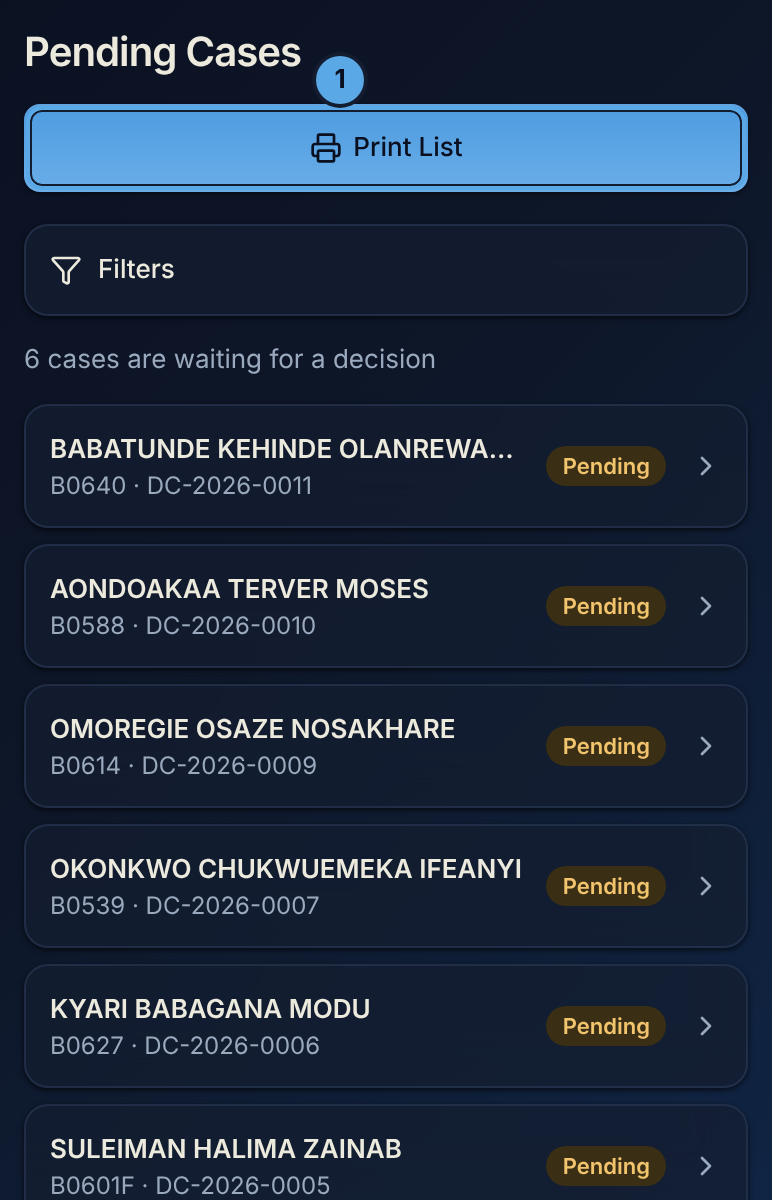 Pending Cases
1
Print List
Filters
6 cases are waiting for a decision
BABATUNDE KEHINDE OLANREWA...
B0640 · DC-2026-0011
Pending
AONDOAKAA TERVER MOSES
B0588 · DC-2026-0010
Pending
OMOREGIE OSAZE NOSAKHARE
B0614 · DC-2026-0009
Pending
OKONKWO CHUKWUEMEKA IFEANYI
B0539 · DC-2026-0007
Pending
KYARI BABAGANA MODU
B0627 · DC-2026-0006
Pending
SULEIMAN HALIMA ZAINAB
B0601F · DC-2026-0005
Pending